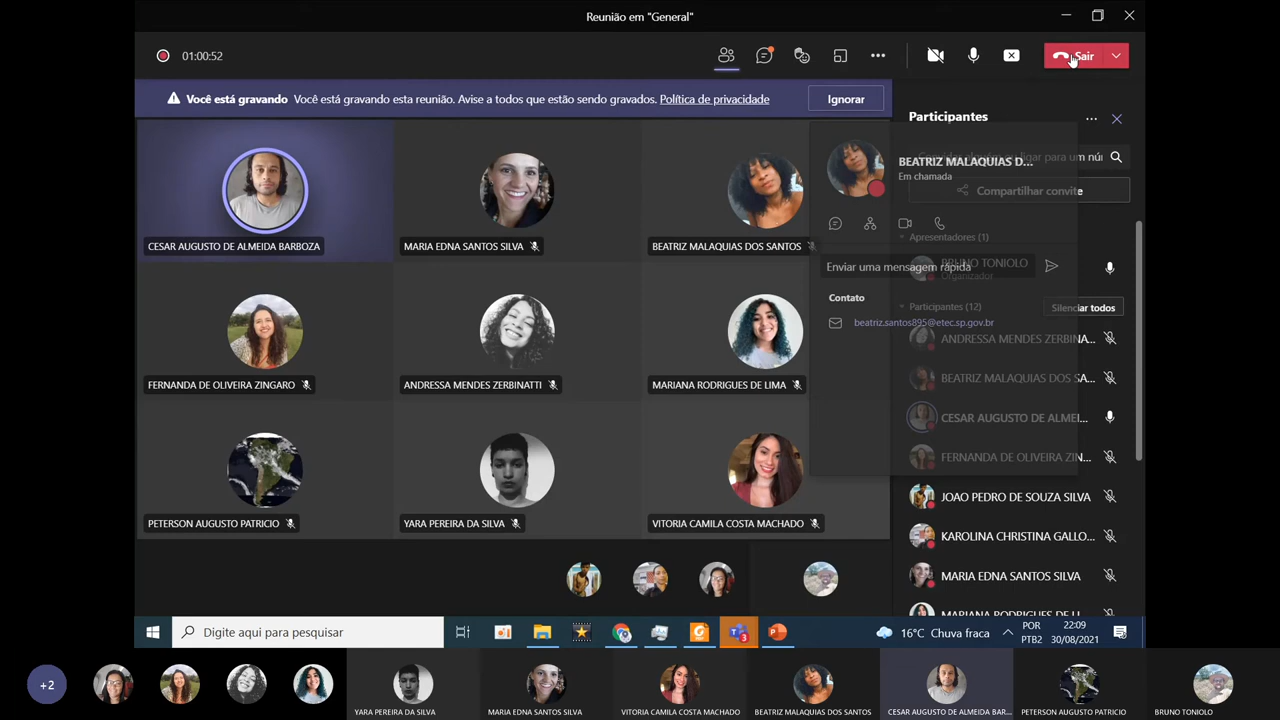 Reunião em "General"
01:00:52
Sair
Você está gravando Você está gravando esta reunião. Avise a todos que estão sendo gravados. Política de privacidade
Ignorar
Participantes
BEATRIZ MALAQUIAS D...
Em chamada
Compartilhar convite
Apresentadores (1)
Enviar uma mensagem rápida
BRUNO TONIOLO
Organizador
Contato
beatriz.santos895@etec.sp.gov.br
Participantes (12)
Silenciar todos
ANDRESSA MENDES ZERBINA...
BEATRIZ MALAQUIAS DOS SA...
CESAR AUGUSTO DE ALMEI...
FERNANDA DE OLIVEIRA ZIN...
JOAO PEDRO DE SOUZA SILVA
KAROLINA CHRISTINA GALLO...
MARIA EDNA SANTOS SILVA
CESAR AUGUSTO DE ALMEIDA BARBOZA
MARIA EDNA SANTOS SILVA
BEATRIZ MALAQUIAS DOS SANTOS
FERNANDA DE OLIVEIRA ZINGARO
ANDRESSA MENDES ZERBINATTI
MARIANA RODRIGUES DE LIMA
PETERSON AUGUSTO PATRICIO
YARA PEREIRA DA SILVA
VITORIA CAMILA COSTA MACHADO
Digite aqui para pesquisar
3
16°C Chuva fraca
POR
PTB2
22:09
30/08/2021
+2
YARA PEREIRA DA SILVA
MARIA EDNA SANTOS SILVA
VITORIA CAMILA COSTA MACHADO
BEATRIZ MALAQUIAS DOS SANTOS
CESAR AUGUSTO DE ALMEIDA BAR...
PETERSON AUGUSTO PATRICIO
BRUNO TONIOLO